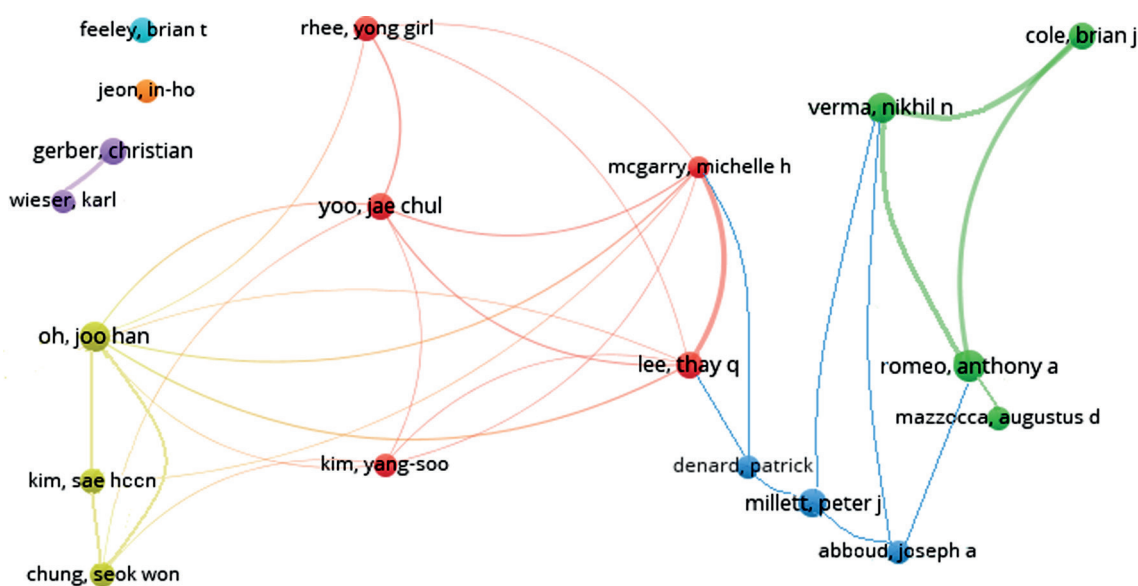 feeley, brian t
rhee, yong girl
cole, brian j
jeon, in-ho
verma, nikhil n
gerber, christian
mcgarry, michelle h
wieser, karl
yoo, jae chul
oh, joo han
lee, thay q
romeo, anthony a
mazzocca, augustus d
kim, yang-soo
denard, patrick
kim, sae hccn
millett, peter j
abboud, joseph a
chung, seok won